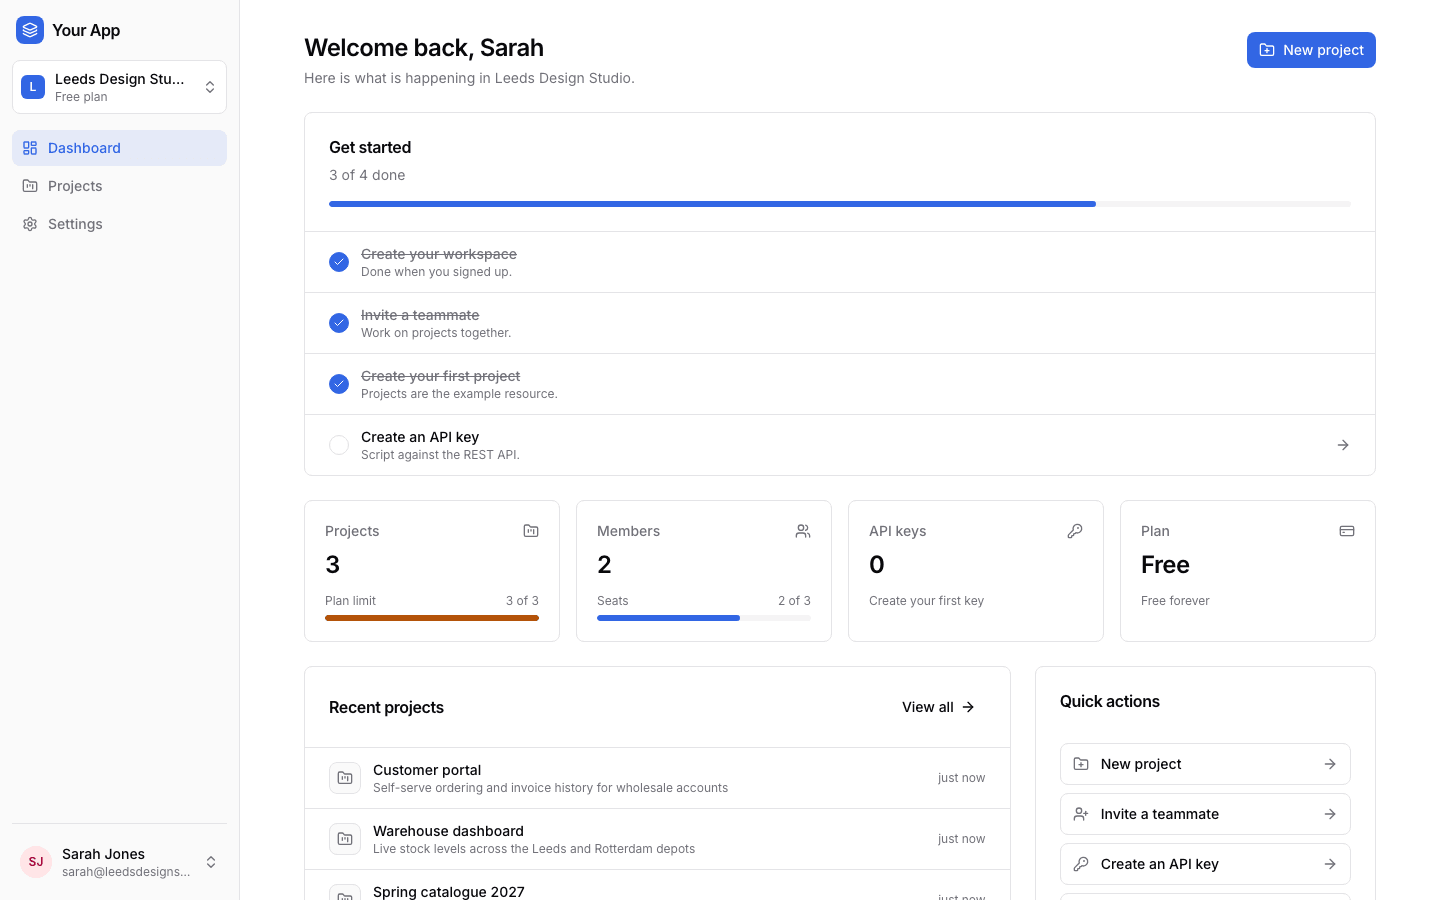 Your App
L
Leeds Design Stu...
Free plan
Dashboard
Projects
Settings
SJ
Sarah Jones
sarah@leedsdesigns...
Welcome back, Sarah
Here is what is happening in Leeds Design Studio.
New project
Get started
3 of 4 done
Create your workspace
Done when you signed up.
Invite a teammate
Work on projects together.
Create your first project
Projects are the example resource.
Create an API key
Script against the REST API.
Projects
3
Plan limit 3 of 3
Members
2
Seats 2 of 3
API keys
0
Create your first key
Plan
Free
Free forever
Recent projects
View all
Customer portal
Self-serve ordering and invoice history for wholesale accounts
just now
Warehouse dashboard
Live stock levels across the Leeds and Rotterdam depots
just now
Spring catalogue 2027
just now
Quick actions
New project
Invite a teammate
Create an API key